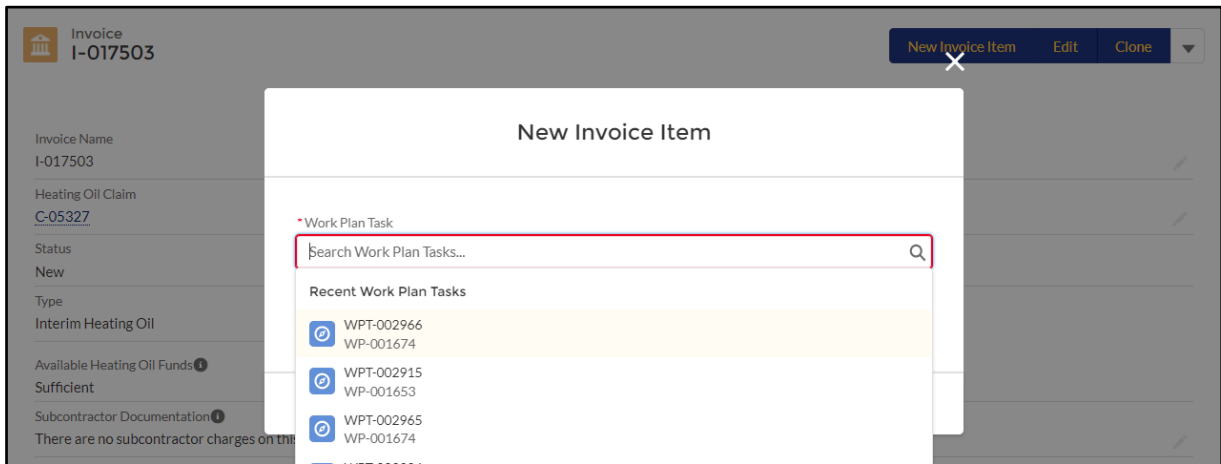 Invoice
I-017503
New Invoice Item Edit Clone
New Invoice Item
Invoice Name
I-017503
Heating Oil Claim
C-05327
* Work Plan Task
Search Work Plan Tasks...
Status
New
Recent Work Plan Tasks
Type
Interim Heating Oil
WPT-002966
WP-001674
Available Heating Oil Funds
Sufficient
WPT-002915
WP-001653
Subcontractor Documentation
There are no subcontractor charges on
WPT-002965
WP-001674